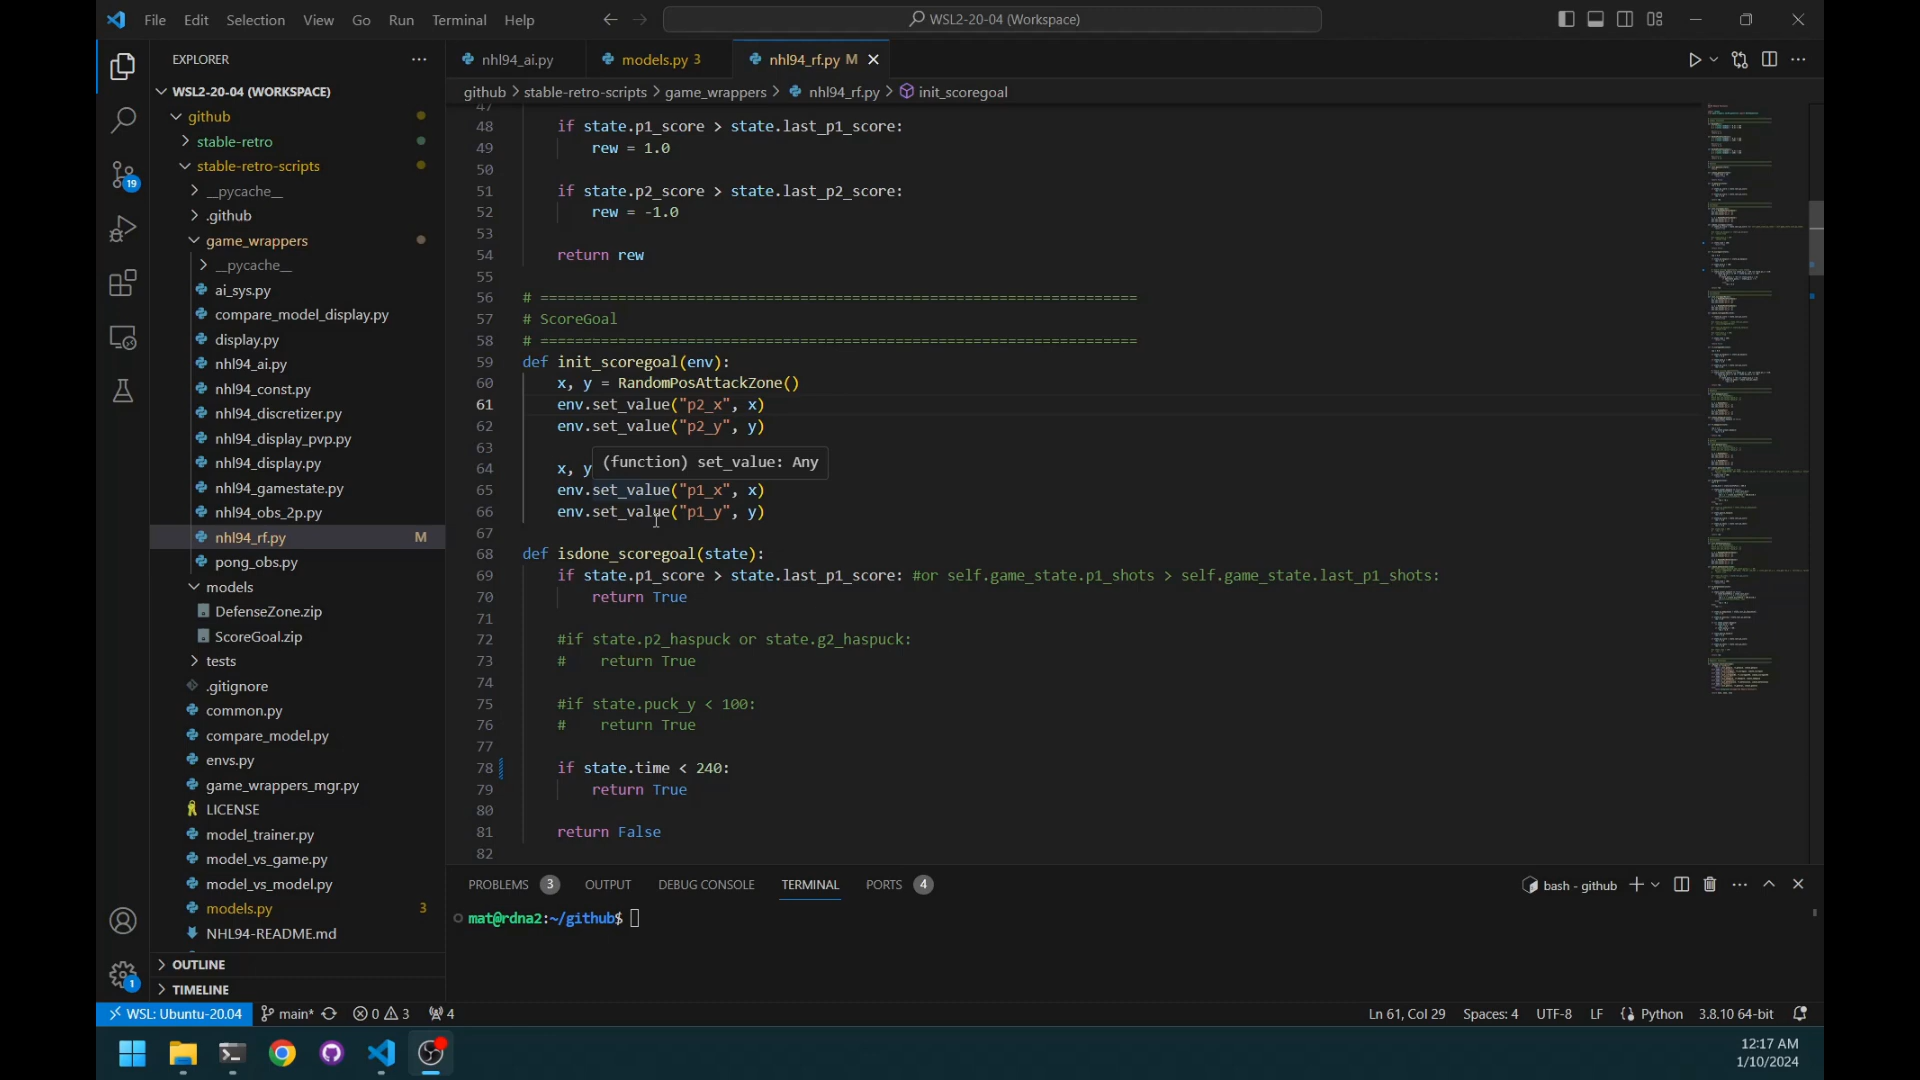 File Edit Selection View Go Run Terminal Help
WSL2-20-04 (Workspace)
EXPLORER
WSL2-20-04 (WORKSPACE)
github
stable-retro
stable-retro-scripts
__pycache__
.github
game_wrappers
__pycache__
ai_sys.py
compare_model_display.py
display.py
nhl94_ai.py
nhl94_const.py
nhl94_discretizer.py
nhl94_display_pvp.py
nhl94_display.py
nhl94_gamestate.py
nhl94_obs_2p.py
nhl94_rf.py M
pong_obs.py
models
DefenseZone.zip
ScoreGoal.zip
tests
.gitignore
common.py
compare_model.py
envs.py
game_wrappers_mgr.py
LICENSE
model_trainer.py
model_vs_game.py
model_vs_model.py
models.py 3
NHL94-README.md
OUTLINE
TIMELINE
19
1
nhl94_ai.py models.py 3 nhl94_rf.py M
github > stable-retro-scripts > game_wrappers > nhl94_rf.py > init_scoregoal
47
48 if state.p1_score > state.last_p1_score:
49 rew = 1.0
50
51 if state.p2_score > state.last_p2_score:
52 rew = -1.0
53
54 return rew
55
56 # =====================================================================
57 # ScoreGoal
58 # =====================================================================
59 def init_scoregoal(env):
60 x, y = RandomPosAttackZone()
61 env.set_value("p2_x", x)
62 env.set_value("p2_y", y)
63
(function) set_value: Any
64 x, y
65 env.set_value("p1_x", x)
66 env.set_value("p1_y", y)
67
68 def isdone_scoregoal(state):
69 if state.p1_score > state.last_p1_score: #or self.game_state.p1_shots > self.game_state.last_p1_shots:
70 return True
71
72 #if state.p2_haspuck or state.g2_haspuck:
73 # return True
74
75 #if state.puck_y < 100:
76 # return True
77
78 if state.time < 240:
79 return True
80
81 return False
82
PROBLEMS 3 OUTPUT DEBUG CONSOLE TERMINAL PORTS 4
bash - github
mat@rdna2:~/github$
WSL: Ubuntu-20.04 main* 0 3 4
Ln 61, Col 29 Spaces: 4 UTF-8 LF Python 3.8.10 64-bit
12:17 AM
1/10/2024